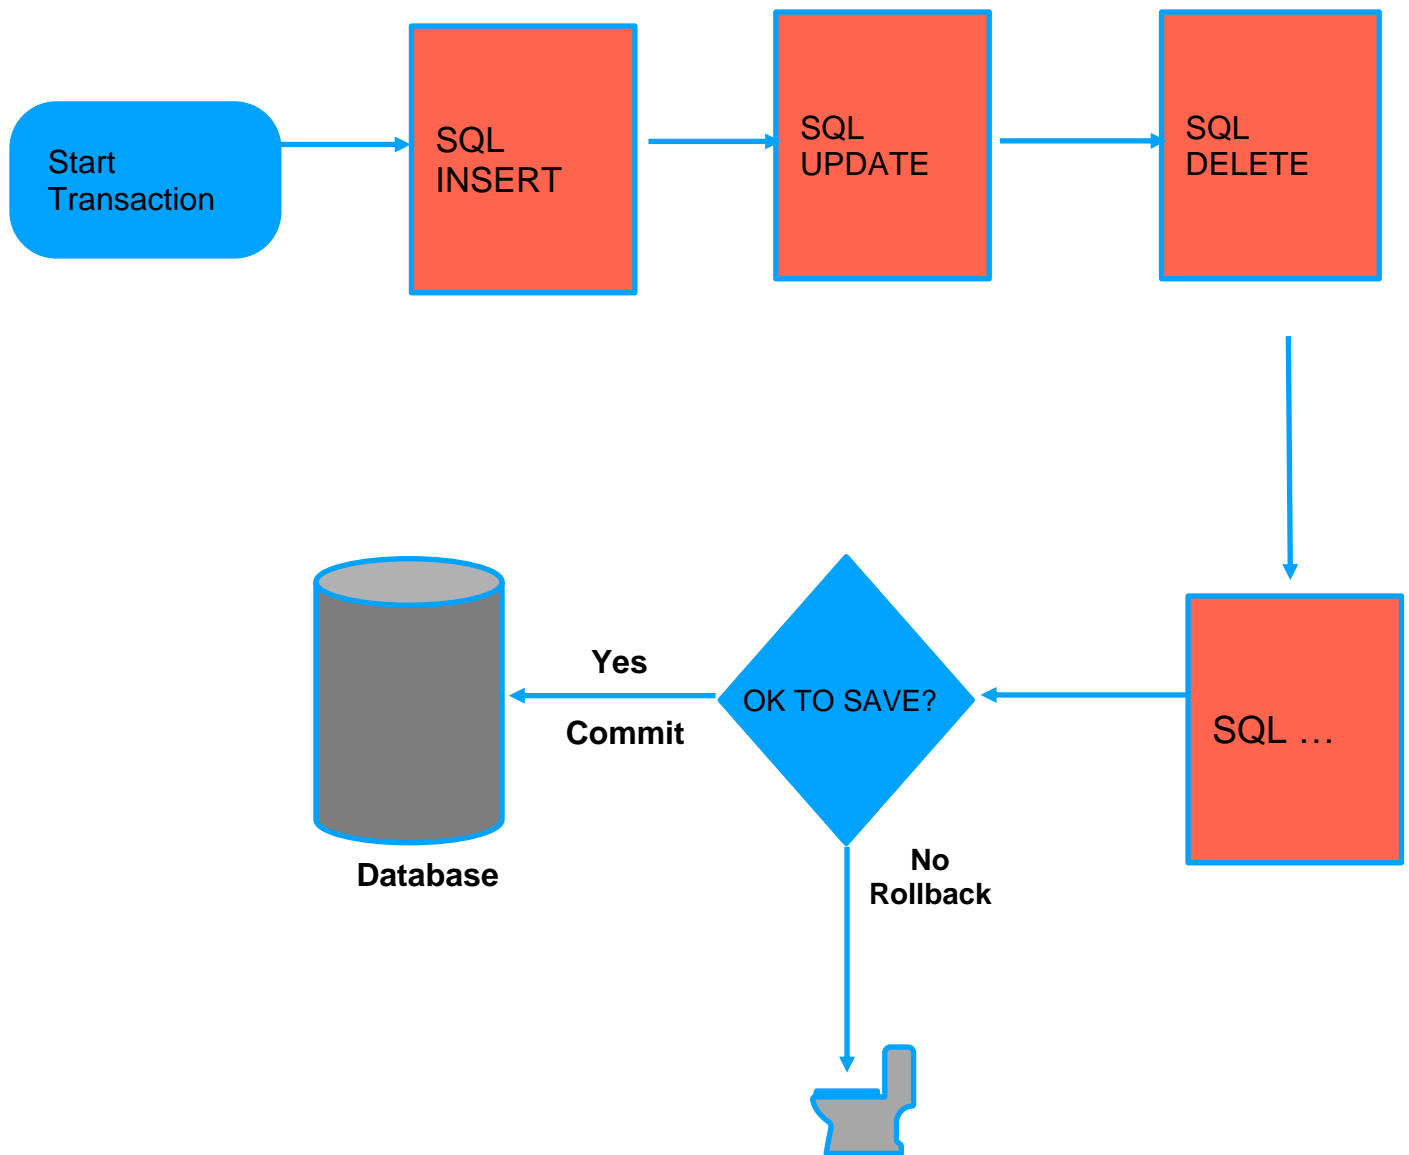 Start
Transaction
SQL
INSERT
SQL
UPDATE
SQL
DELETE
SQL …
OK TO SAVE?
Yes
Commit
Database
No
Rollback